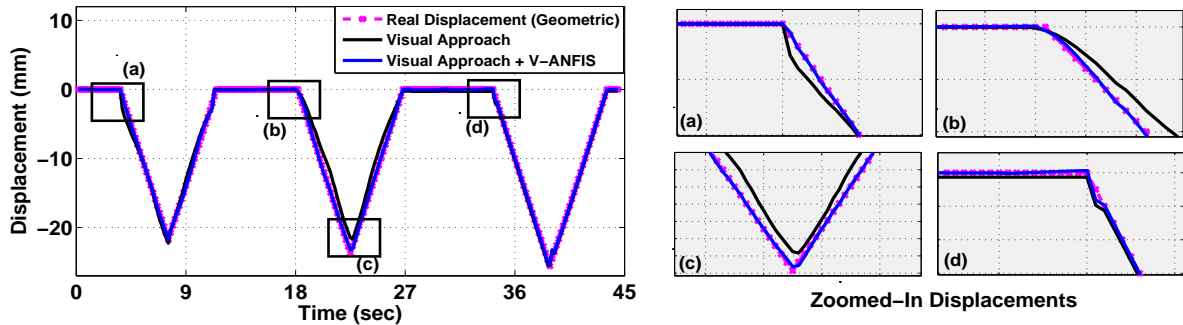 Real Displacement (Geometric)
Visual Approach
Visual Approach + V−ANFIS
Displacement (mm)
10
0
−10
−20
(a)
(b)
(c)
(d)
0 9 18 27 36 45
Time (sec)
(a)
(b)
(c)
(d)
Zoomed−In Displacements